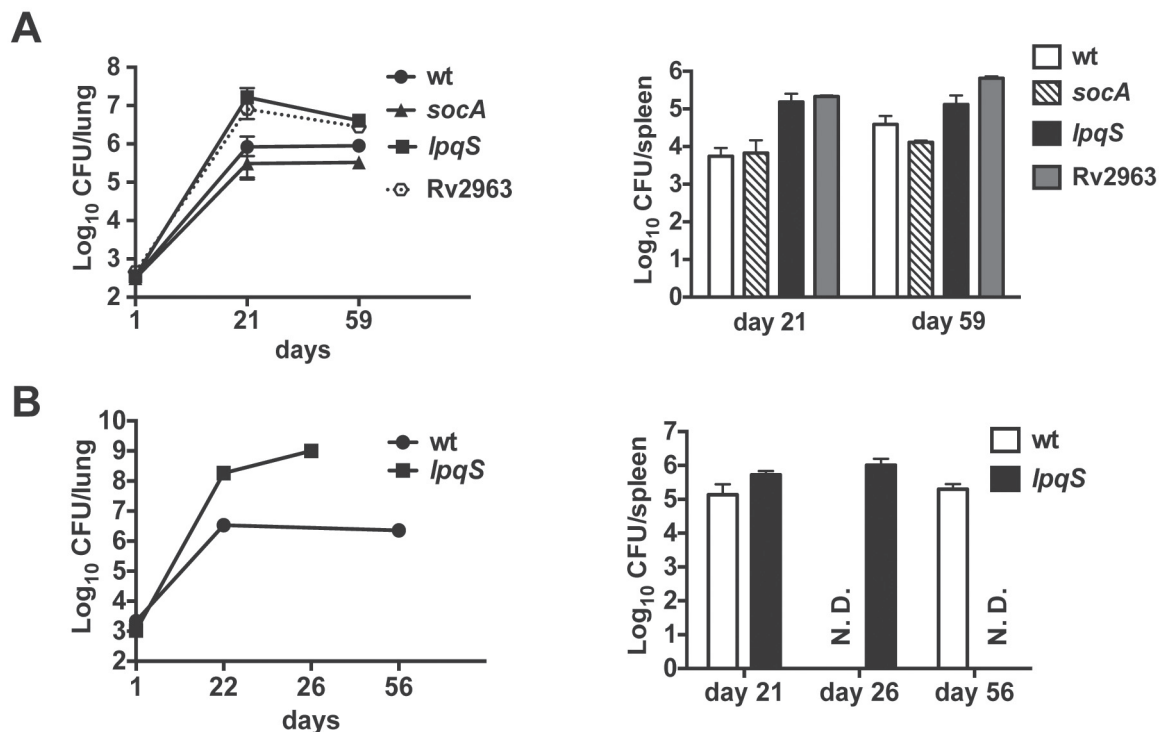 A
Log10 CFU/lung
8
7
6
5
4
3
2
1 21 59
days
wt
socA
lpqS
Rv2963
Log10 CFU/spleen
6
5
4
3
2
1
0
day 21 day 59
wt
socA
lpqS
Rv2963
B
Log10 CFU/lung
10
9
8
7
6
5
4
3
2
1 22 26 56
days
wt
lpqS
Log10 CFU/spleen
7
6
5
4
3
2
1
0
N. D.
N. D.
day 21 day 26 day 56
wt
lpqS